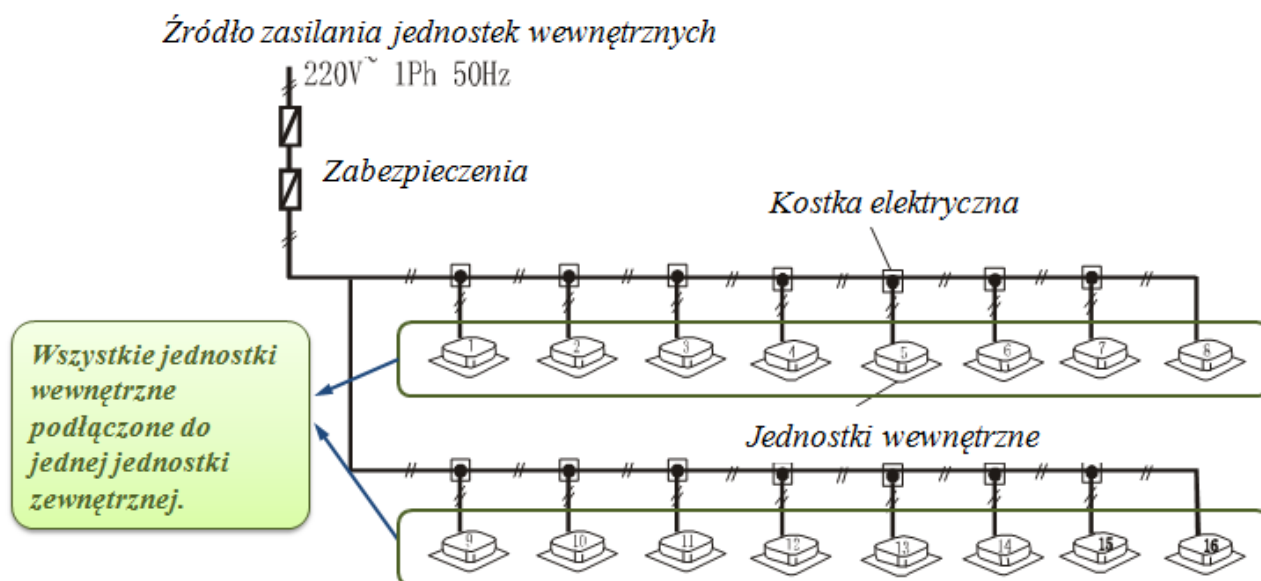 Źródło zasilania jednostek wewnętrznych
220V~ 1Ph 50Hz
Zabezpieczenia
Kostka elektryczna
1 2 3 4 5 6 7 8
Wszystkie jednostki
wewnętrzne
podłączone do
jednej jednostki
zewnętrznej.
Jednostki wewnętrzne
9 10 11 12 13 14 15 16